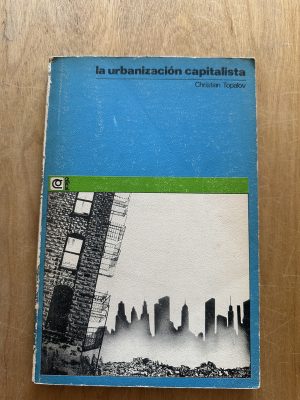 la urbanización capitalista
Christian Topalov